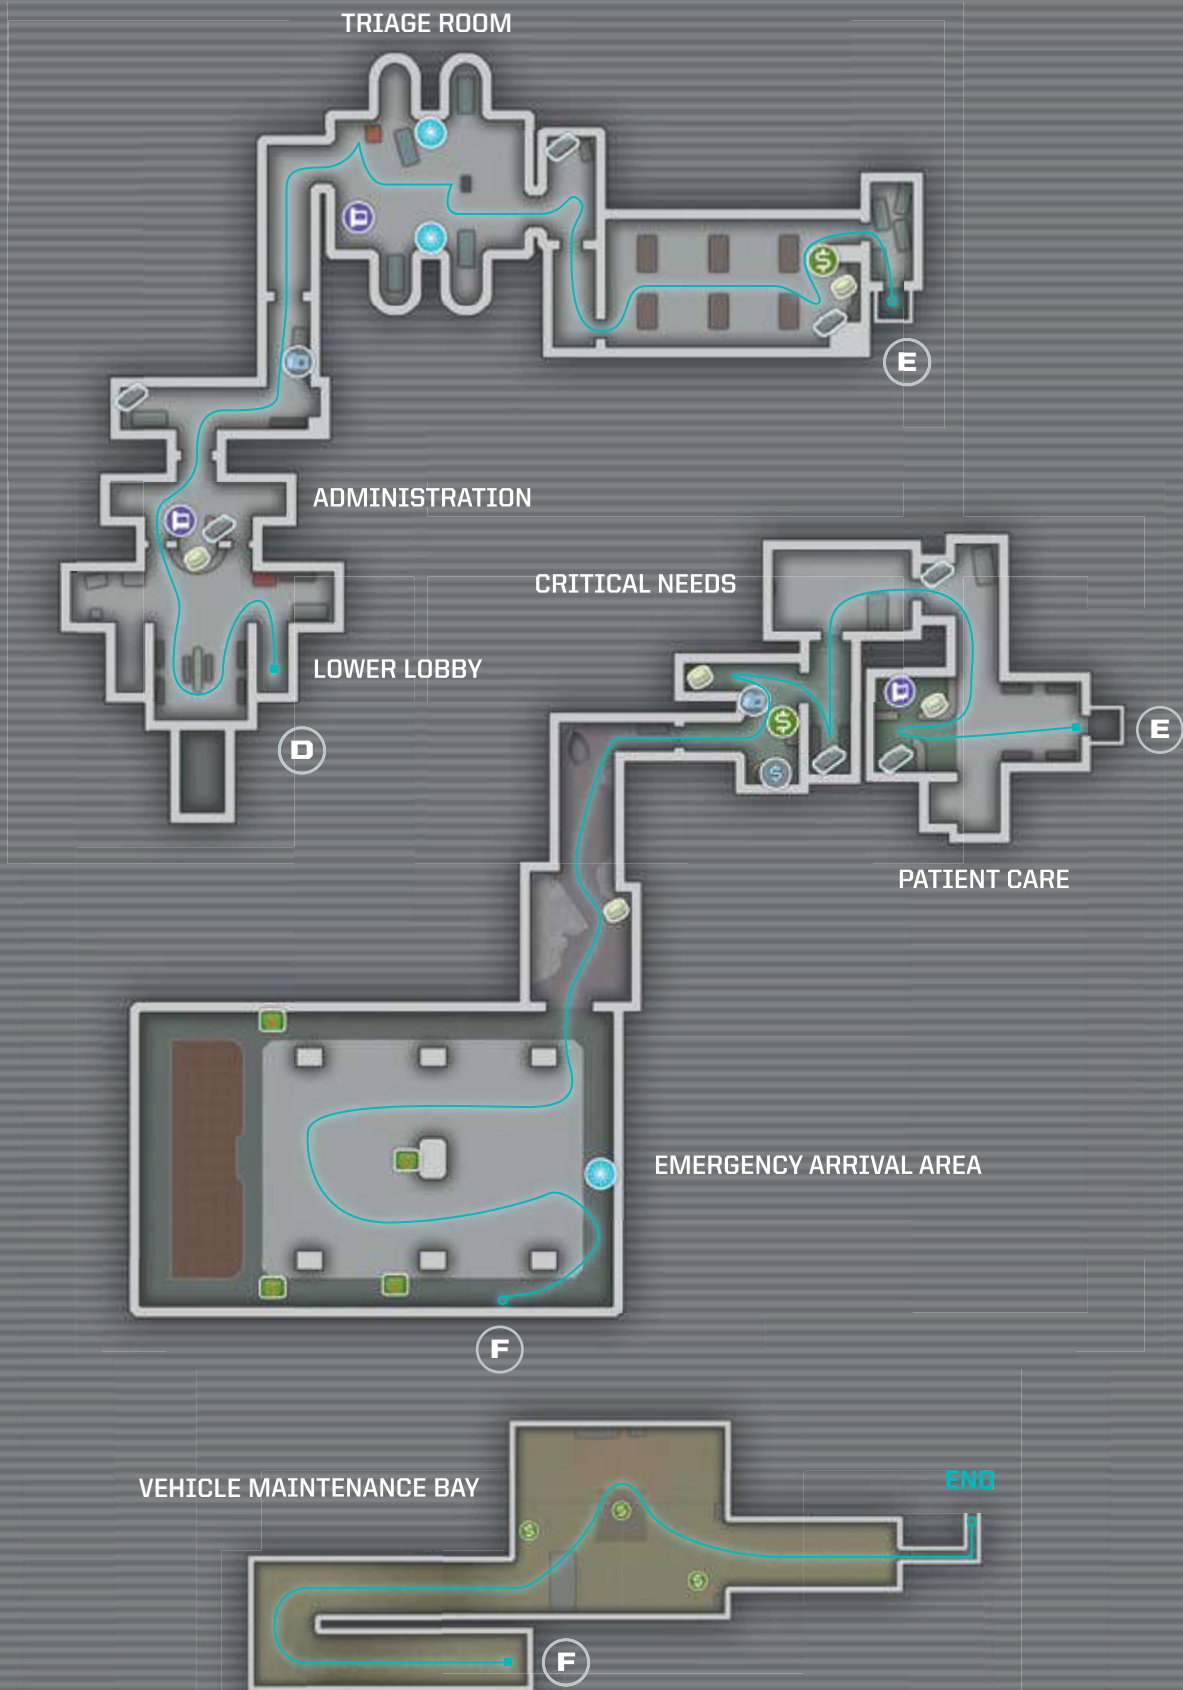 TRIAGE ROOM
$
E
ADMINISTRATION
CRITICAL NEEDS
LOWER LOBBY
$
E
D
$
PATIENT CARE
EMERGENCY ARRIVAL AREA
F
END
VEHICLE MAINTENANCE BAY
$
$
$
F